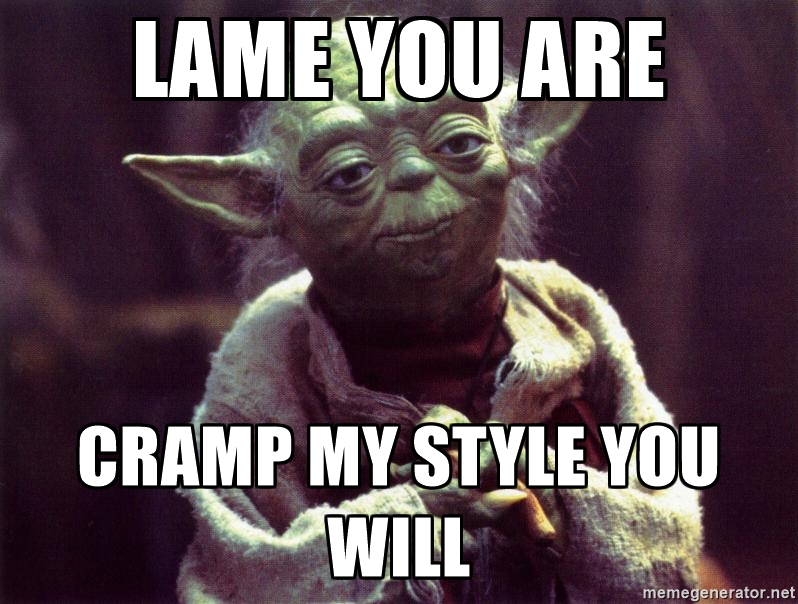 LAME YOU ARE
CRAMP MY STYLE YOU
WILL
memegenerator.net